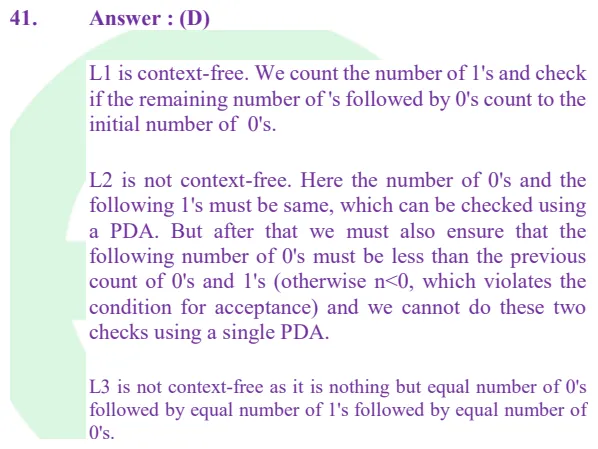 41. Answer : (D)
L1 is context-free. We count the number of 1's and check
if the remaining number of 's followed by 0's count to the
initial number of 0's.
L2 is not context-free. Here the number of 0's and the
following 1's must be same, which can be checked using
a PDA. But after that we must also ensure that the
following number of 0's must be less than the previous
count of 0's and 1's (otherwise n<0, which violates the
condition for acceptance) and we cannot do these two
checks using a single PDA.
L3 is not context-free as it is nothing but equal number of 0's
followed by equal number of 1's followed by equal number of
0's.